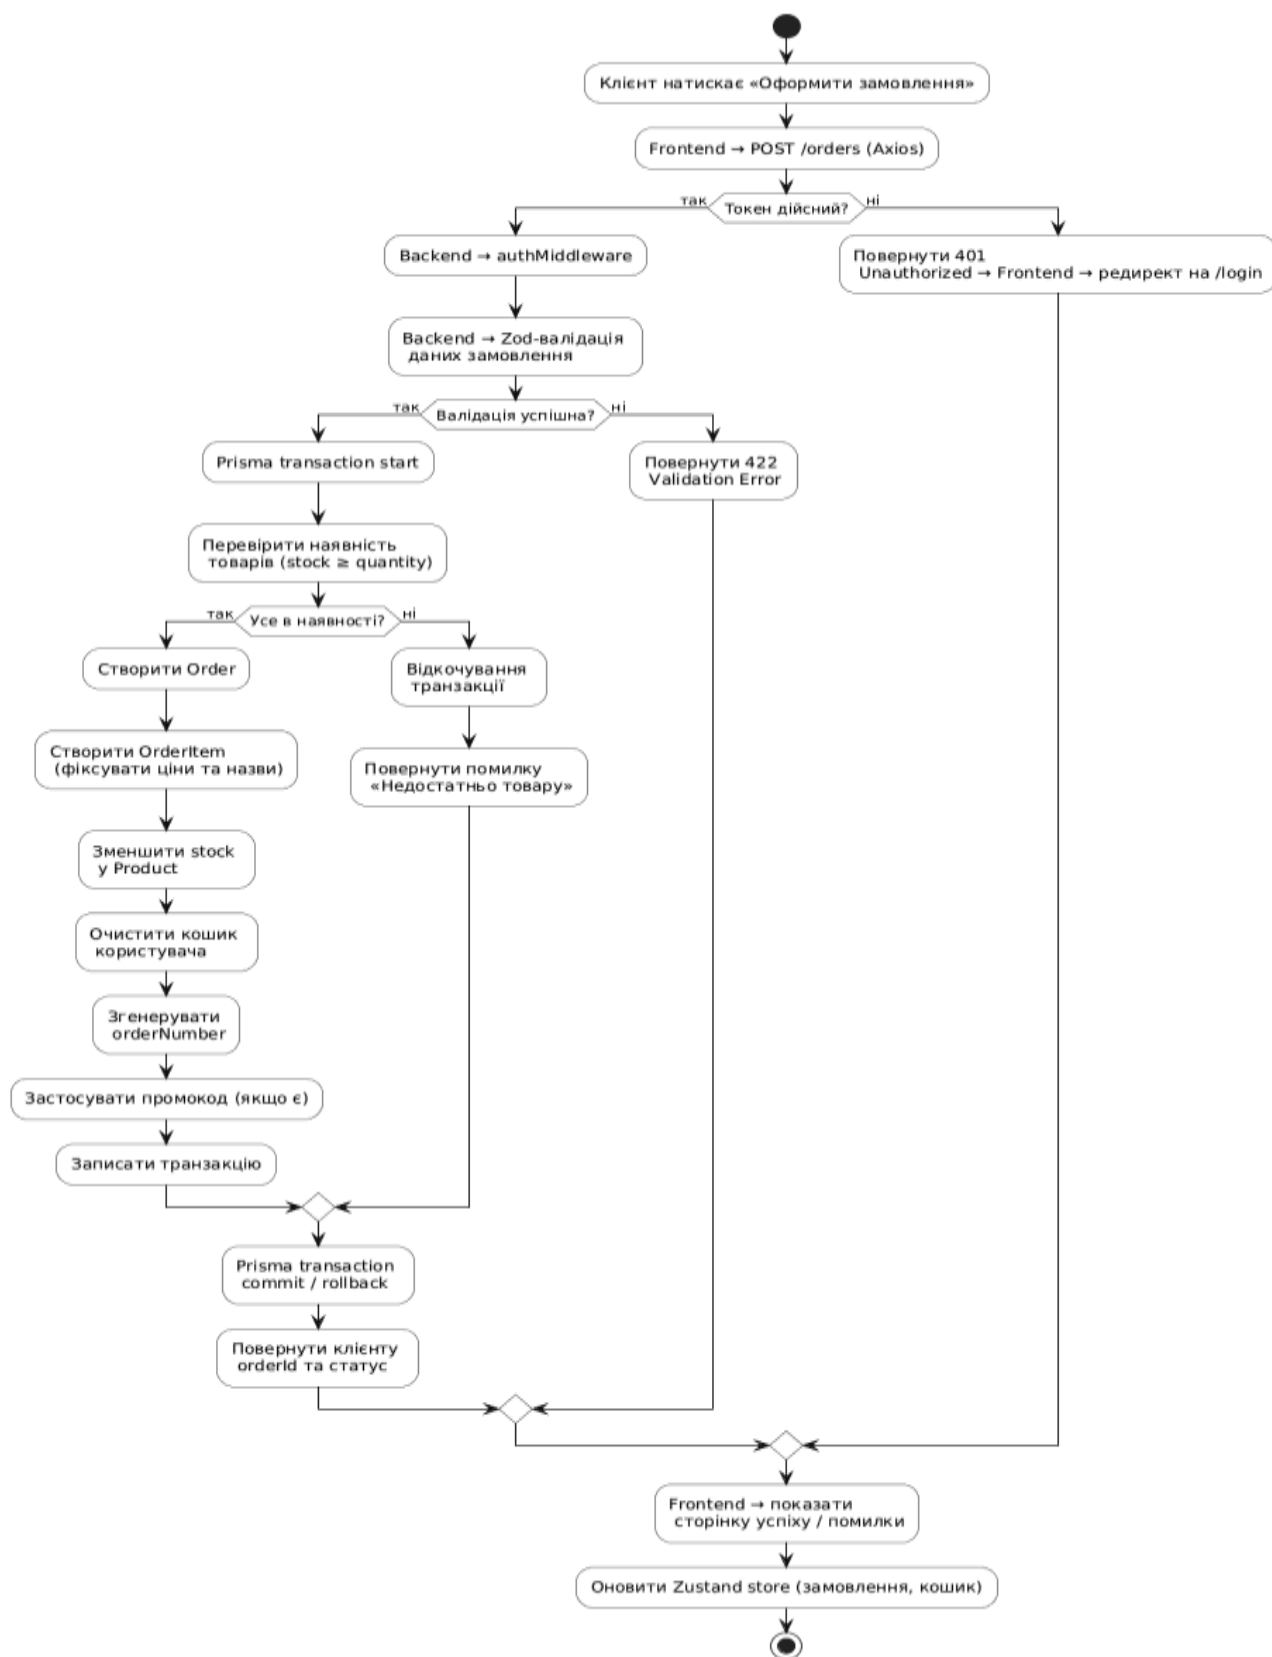 Клієнт натискає «Оформити замовлення»
Frontend → POST /orders (Axios)
так
Токен дійсний?
ні
Backend → authMiddleware
Повернути 401
Unauthorized → Frontend → редирект на /login
Backend → Zod-валідація
даних замовлення
так
Валідація успішна?
ні
Prisma transaction start
Повернути 422
Validation Error
Перевірити наявність
товарів (stock ≥ quantity)
так
Усе в наявності?
ні
Створити Order
Відкочування
транзакції
Створити OrderItem
(фіксувати ціни та назви)
Повернути помилку
«Недостатньо товару»
Зменшити stock
у Product
Очистити кошик
користувача
Згенерувати
orderNumber
Застосувати промокод (якщо є)
Записати транзакцію
Prisma transaction
commit / rollback
Повернути клієнту
orderId та статус
Frontend → показати
сторінку успіху / помилки
Оновити Zustand store (замовлення, кошик)